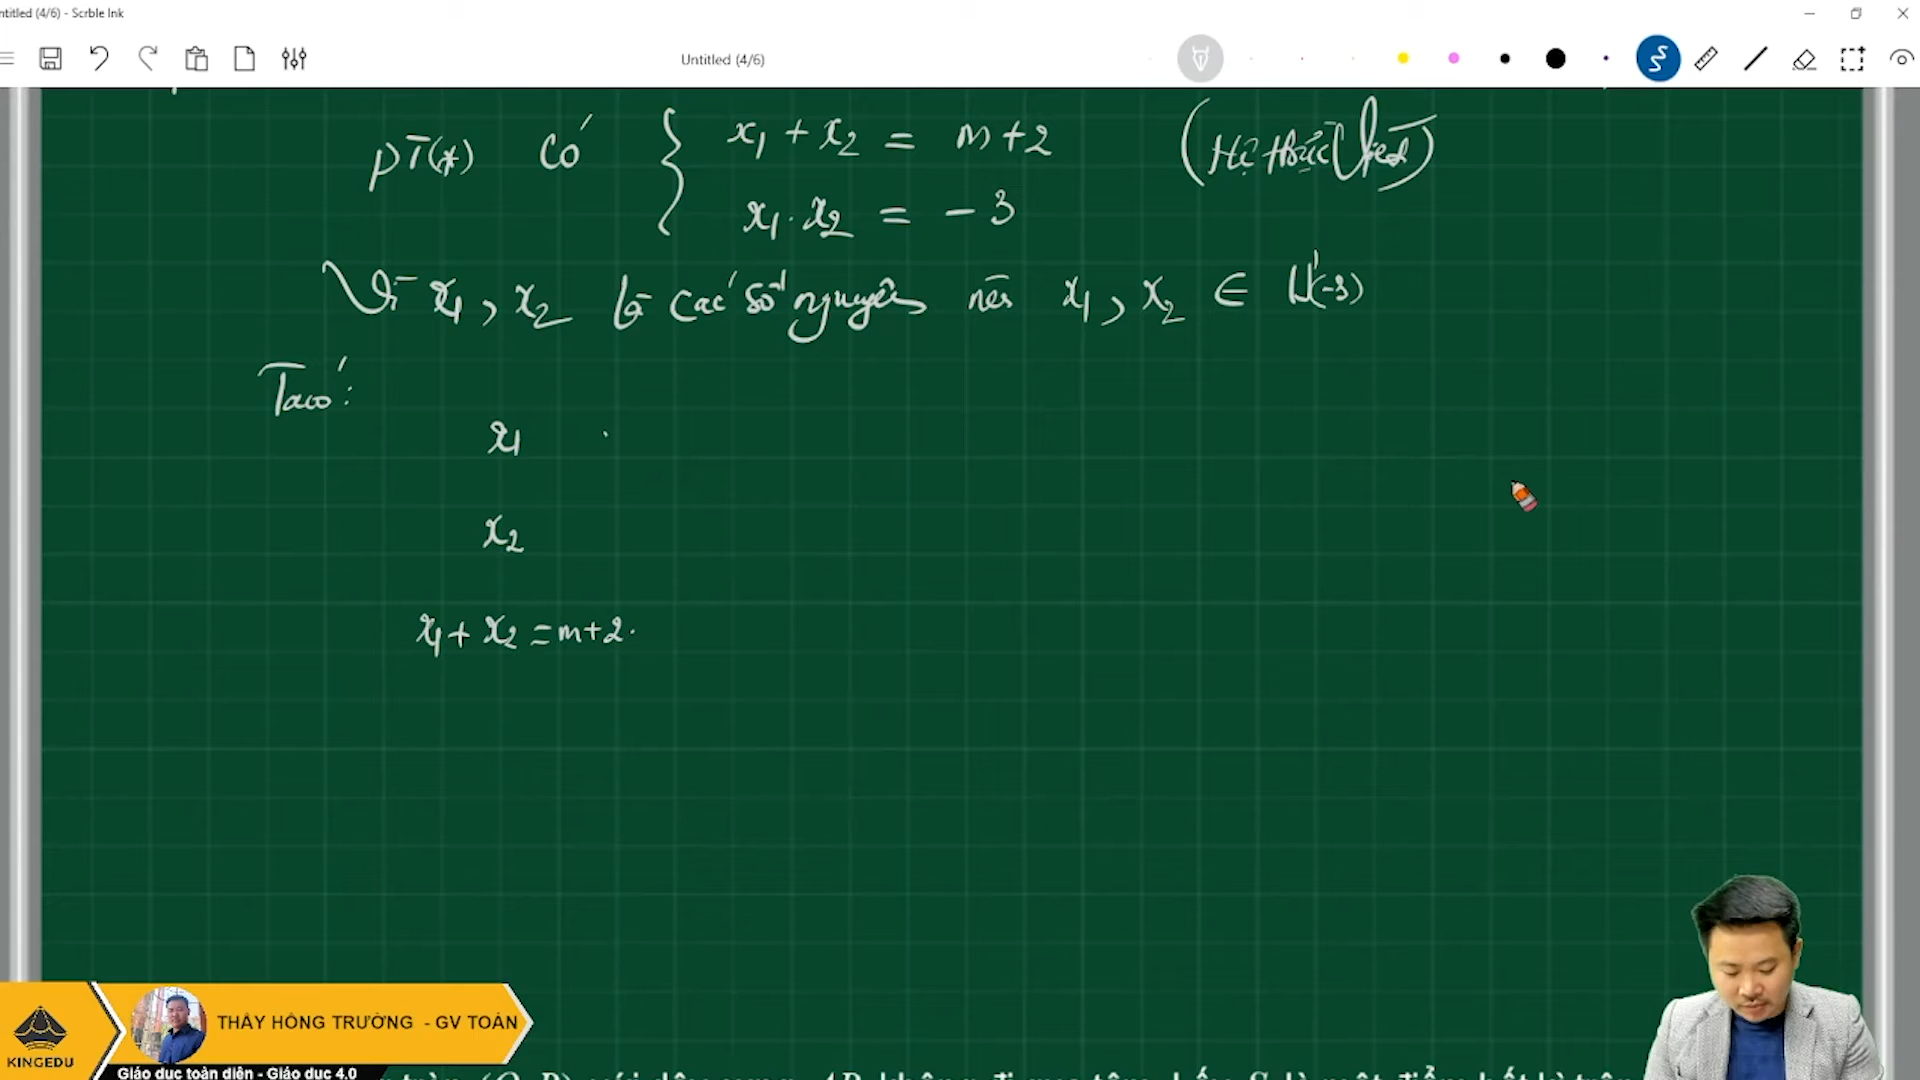 ntitled (4/6) - Scrble Ink
Untitled (4/6)
PT(*) có { x1 + x2 = m+2 (Hệ thức Viet)
x1 . x2 = - 3
Vì x1 , x2 là các số nguyên nên x1 , x2 ∈ Ư(-3)
Ta có :
x1
x2
x1 + x2 = m+2.
KINGEDU
THẦY HỒNG TRƯỜNG - GV TOÁN
Giáo dục toàn diện - Giáo dục 4.0